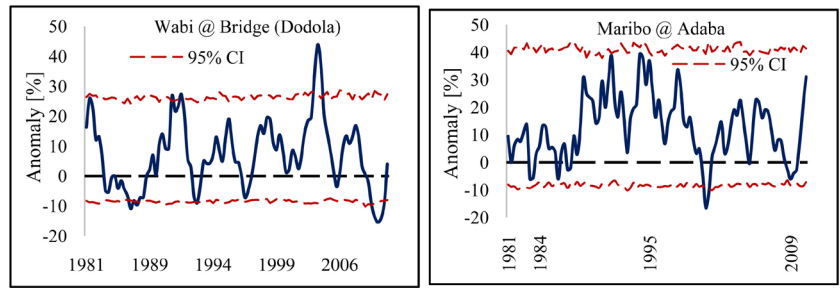 Wabi @ Bridge (Dodola)
95% CI
Anomaly [%]
50
40
30
20
10
0
-10
-20
1981 1989 1994 1999 2006
Maribo @ Adaba
95% CI
Anomaly [%]
50
40
30
20
10
0
-10
-20
1981
1984
1995
2009